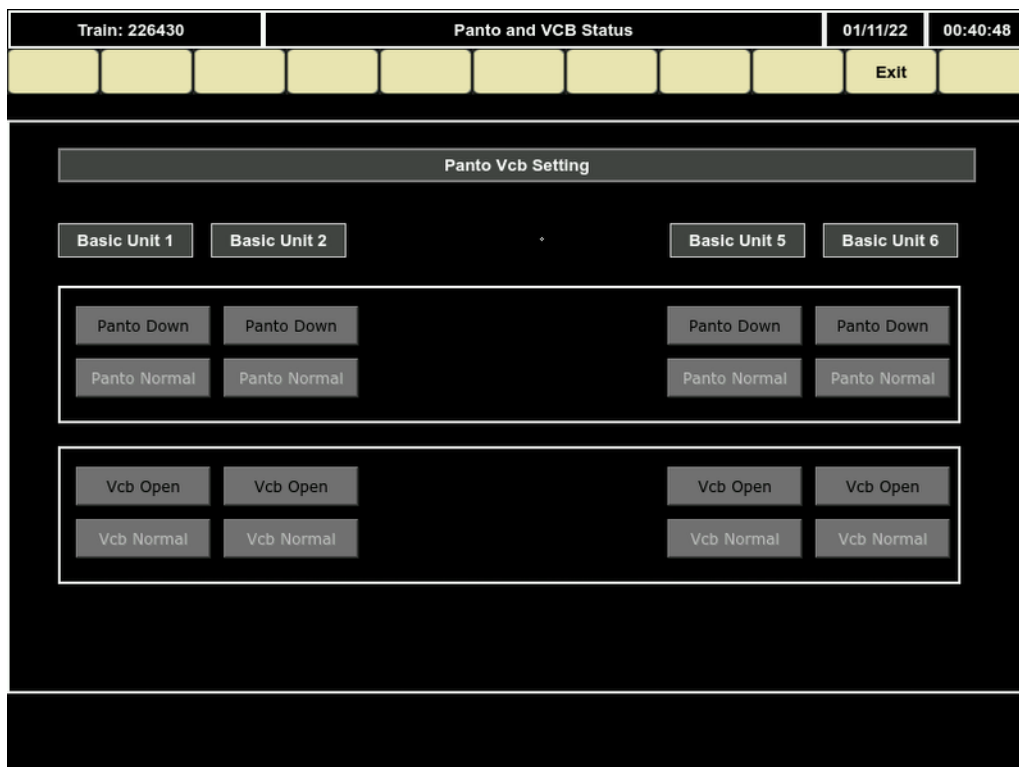 Train: 226430 Panto and VCB Status 01/11/22 00:40:48
Exit
Panto Vcb Setting
Basic Unit 1 Basic Unit 2 Basic Unit 5 Basic Unit 6
Panto Down Panto Down Panto Down Panto Down
Panto Normal Panto Normal Panto Normal Panto Normal
Vcb Open Vcb Open Vcb Open Vcb Open
Vcb Normal Vcb Normal Vcb Normal Vcb Normal